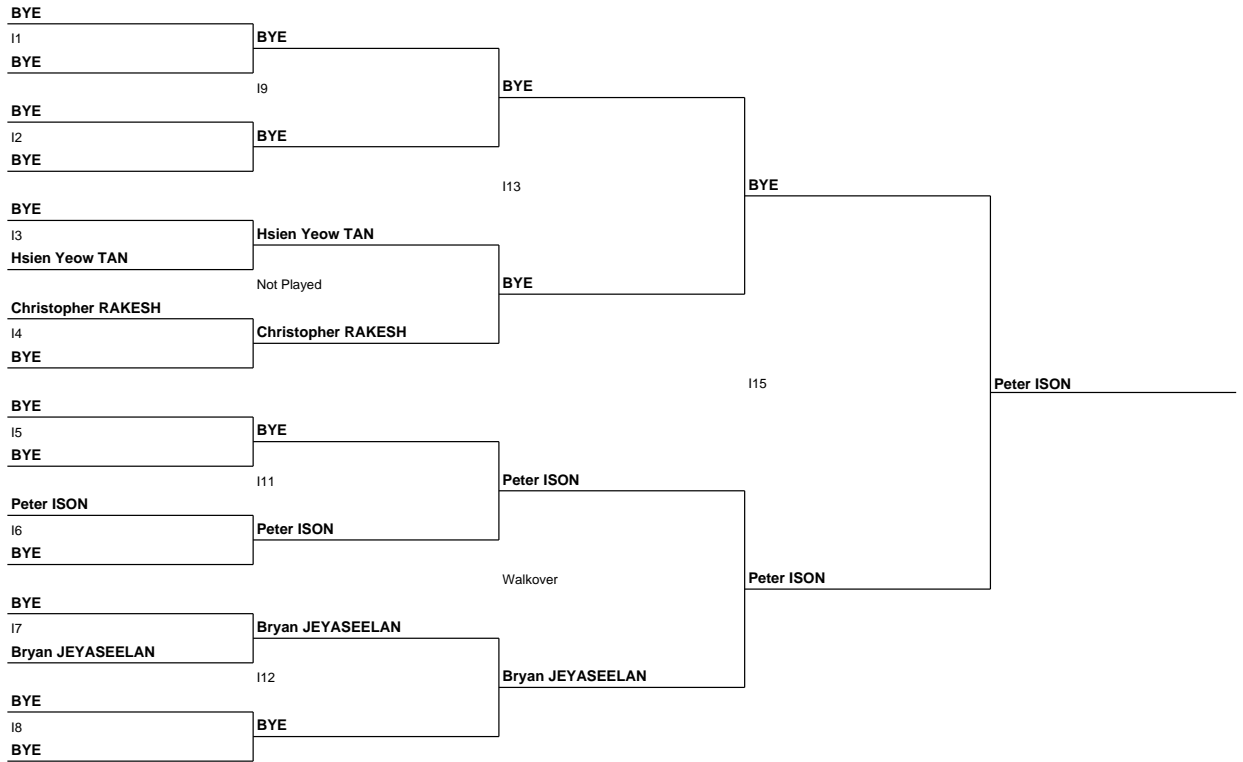 BYE
I1
BYE
BYE
I9
BYE
BYE
I2
BYE
BYE
I13
BYE
BYE
I3
Hsien Yeow TAN
Hsien Yeow TAN
Not Played
BYE
Christopher RAKESH
I4
Christopher RAKESH
BYE
I15
Peter ISON
BYE
I5
BYE
BYE
I11
Peter ISON
Peter ISON
I6
Peter ISON
BYE
Walkover
Peter ISON
BYE
I7
Bryan JEYASEELAN
Bryan JEYASEELAN
I12
Bryan JEYASEELAN
BYE
I8
BYE
BYE